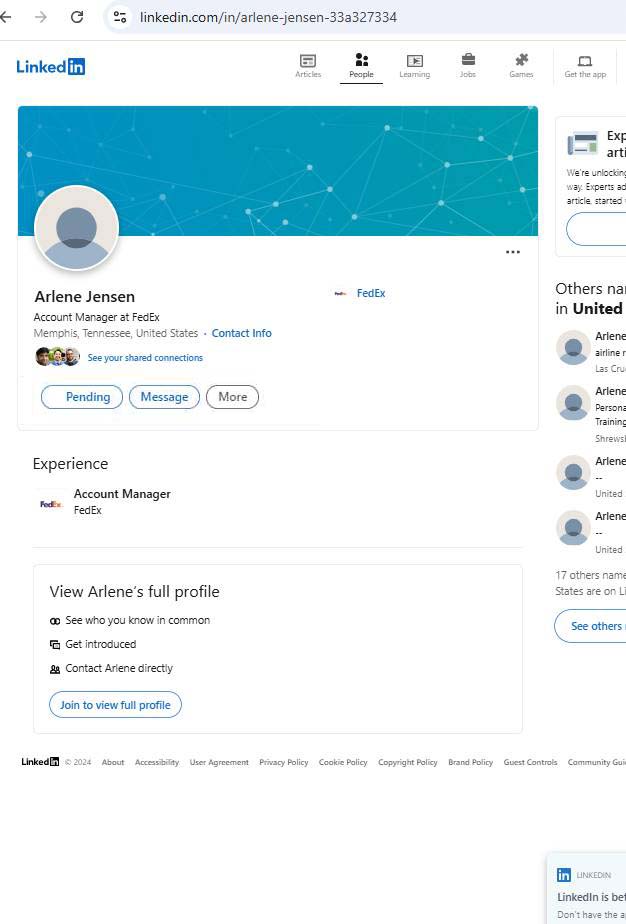 linkedin.com/in/arlene-jensen-33a327334
LinkedIn
Articles
People
Learning
Jobs
Games
Get the app
FedEx
Arlene Jensen
Account Manager at FedEx
Memphis, Tennessee, United States · Contact Info
See your shared connections
Pending
Message
More
Experience
FedEx
Account Manager
FedEx
View Arlene's full profile
See who you know in common
Get introduced
Contact Arlene directly
Join to view full profile
Exp
arti
We're unlocking
way. Experts ad
article, started
Others na
in United
Arlene
airline r
Las Cru
Arlene
Persona
Training
Shrewsb
Arlene
--
United
Arlene
--
United
17 others name
States are on Li
See others
LinkedIn © 2024 About Accessibility User Agreement Privacy Policy Cookie Policy Copyright Policy Brand Policy Guest Controls Community Gui
LINKEDIN
LinkedIn is bet
Don't have the a